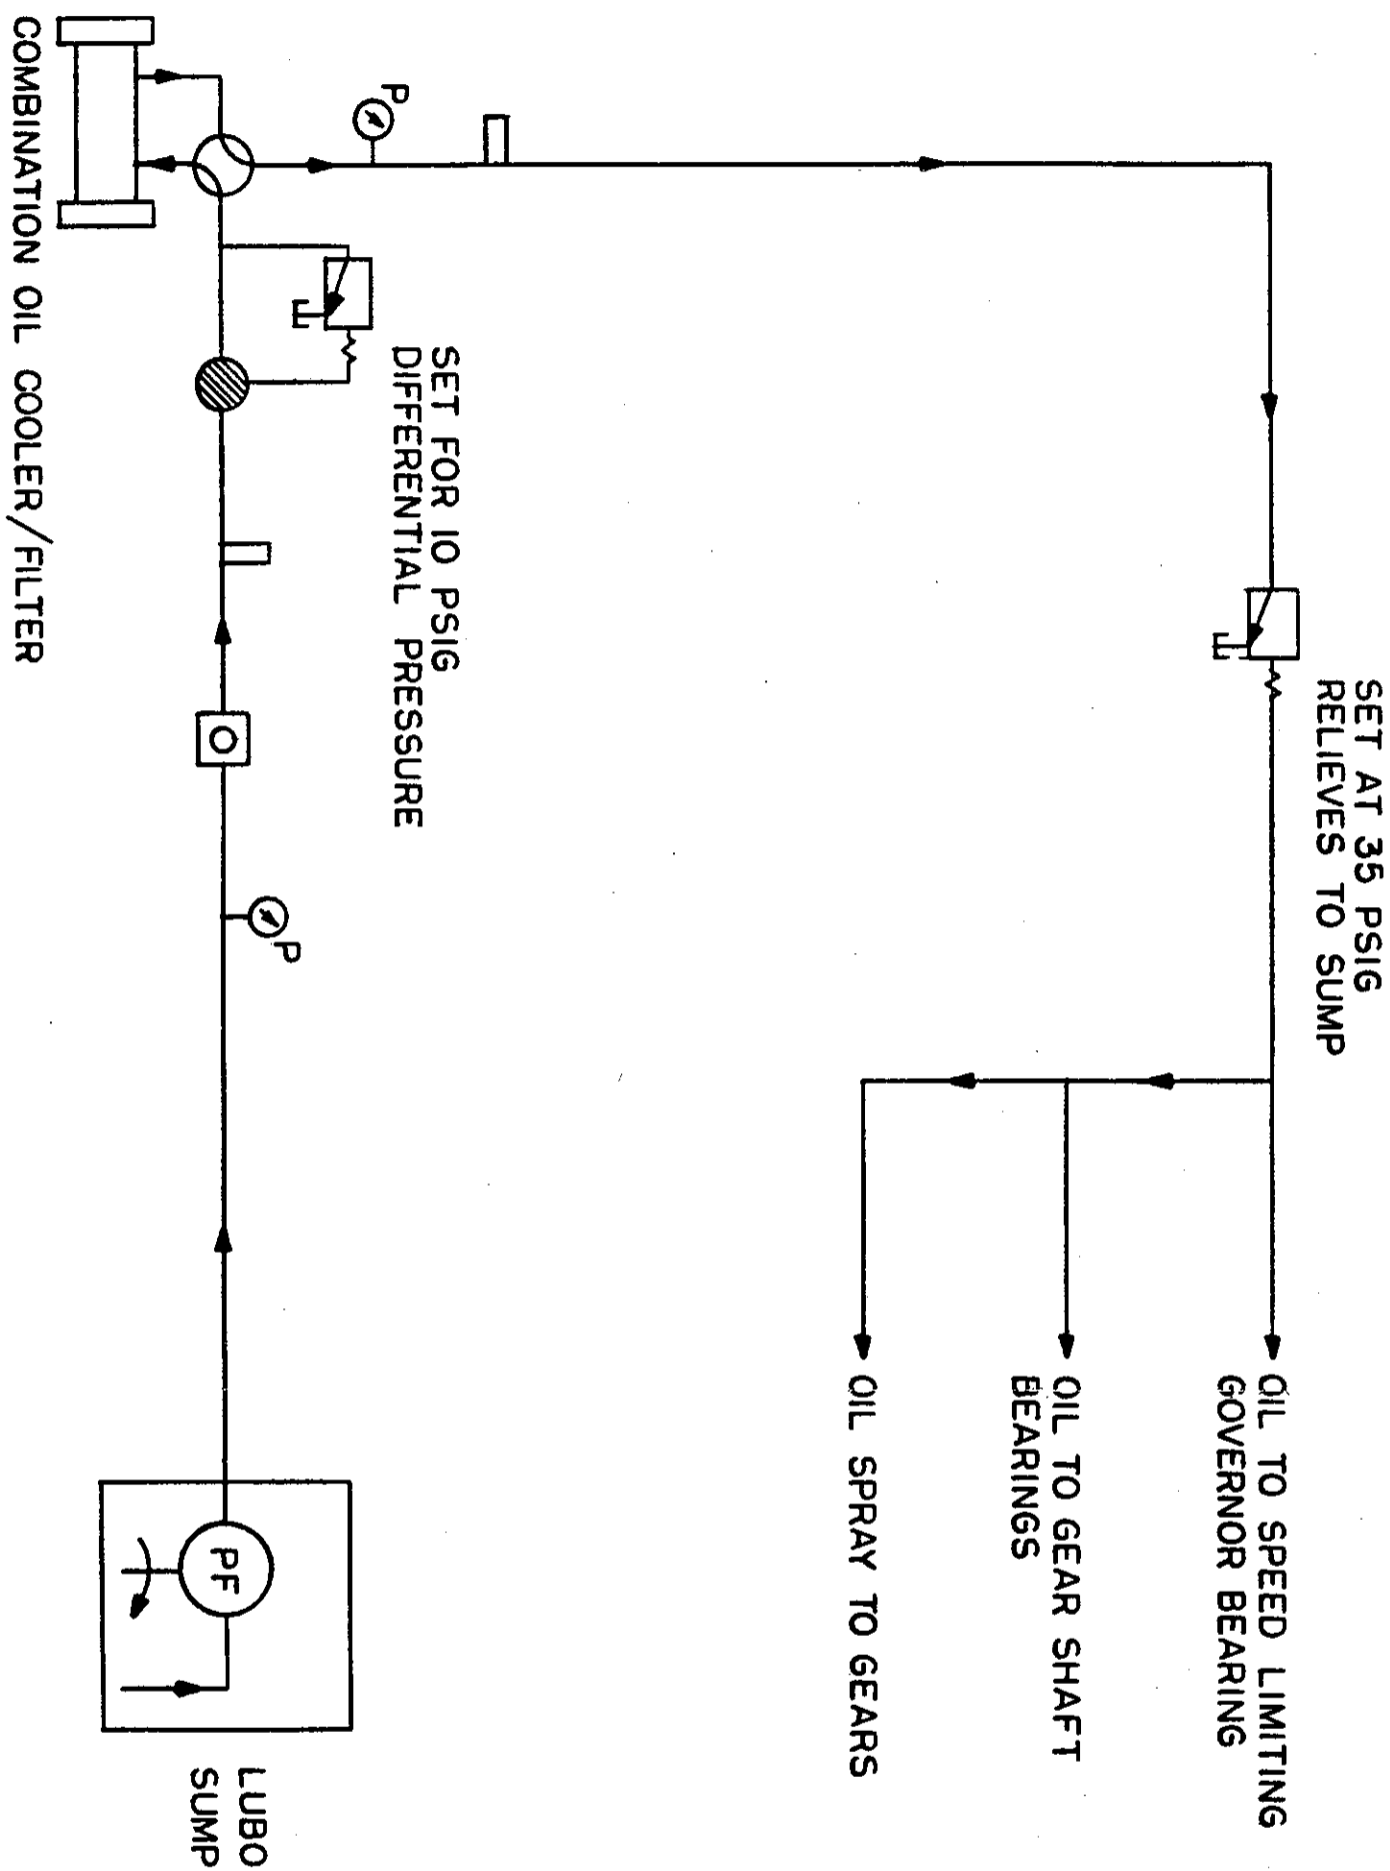 SET AT 35 PSIG
RELIEVES TO SUMP
OIL TO SPEED LIMITING
GOVERNOR BEARING
OIL TO GEAR SHAFT
BEARINGS
OIL SPRAY TO GEARS
P
SET FOR 10 PSIG
DIFFERENTIAL PRESSURE
P
PF
LUBO
SUMP
COMBINATION OIL COOLER/FILTER